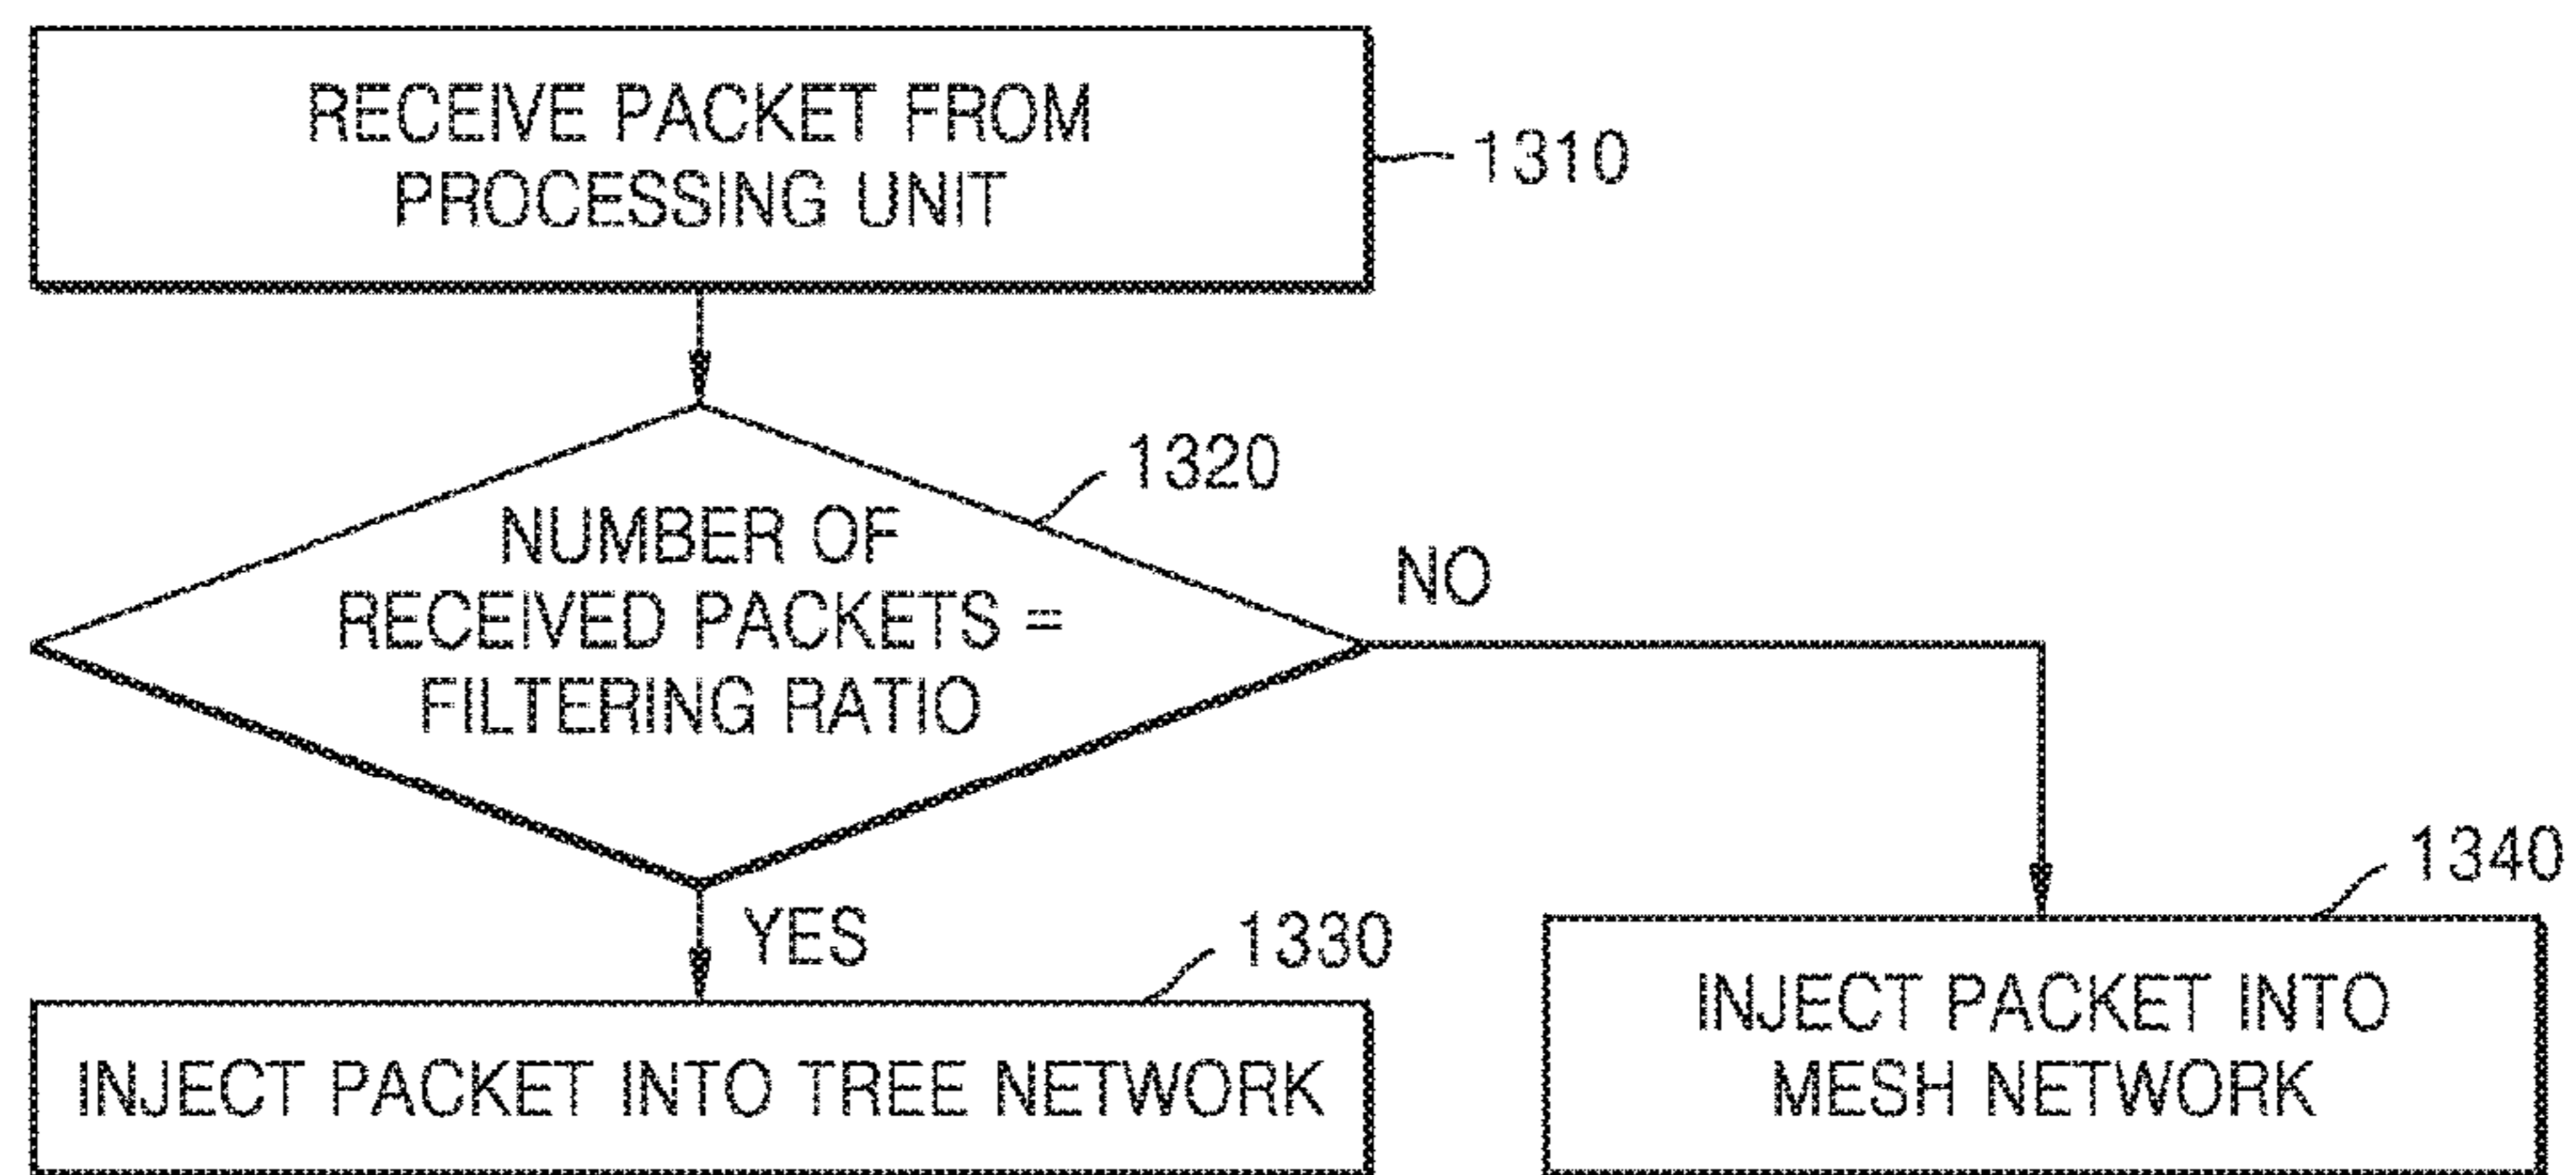 RECEIVE PACKET FROM
PROCESSING UNIT
1310
1320
NUMBER OF
RECEIVED PACKETS =
FILTERING RATIO
NO
YES
1330
INJECT PACKET INTO TREE NETWORK
1340
INJECT PACKET INTO
MESH NETWORK